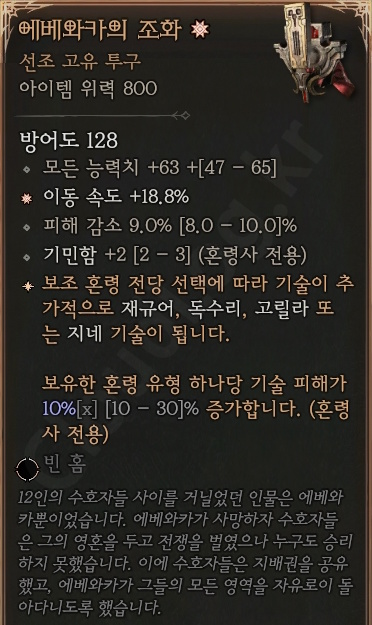 에베와카의 조화
선조 고유 투구
아이템 위력 800
방어도 128
모든 능력치 +63 +[47 – 65]
이동 속도 +18.8%
피해 감소 9.0% [8.0 – 10.0]%
기민함 +2 [2 – 3] (혼령사 전용)
보조 혼령 전당 선택에 따라 기술이 추
가적으로 재규어, 독수리, 고릴라 또
는 지네 기술이 됩니다.
보유한 혼령 유형 하나당 기술 피해가
10%[x] [10 – 30]% 증가합니다. (혼령
사 전용)
빈 홈
12인의 수호자들 사이를 거닐었던 인물은 에베와
카뿐이었습니다. 에베와카가 사망하자 수호자들
은 그의 영혼을 두고 전쟁을 벌였으나 누구도 승리
하지 못했습니다. 이에 수호자들은 지배권을 공유
했고, 에베와카가 그들의 모든 영역을 자유로이 돌
아다니도록 했습니다.